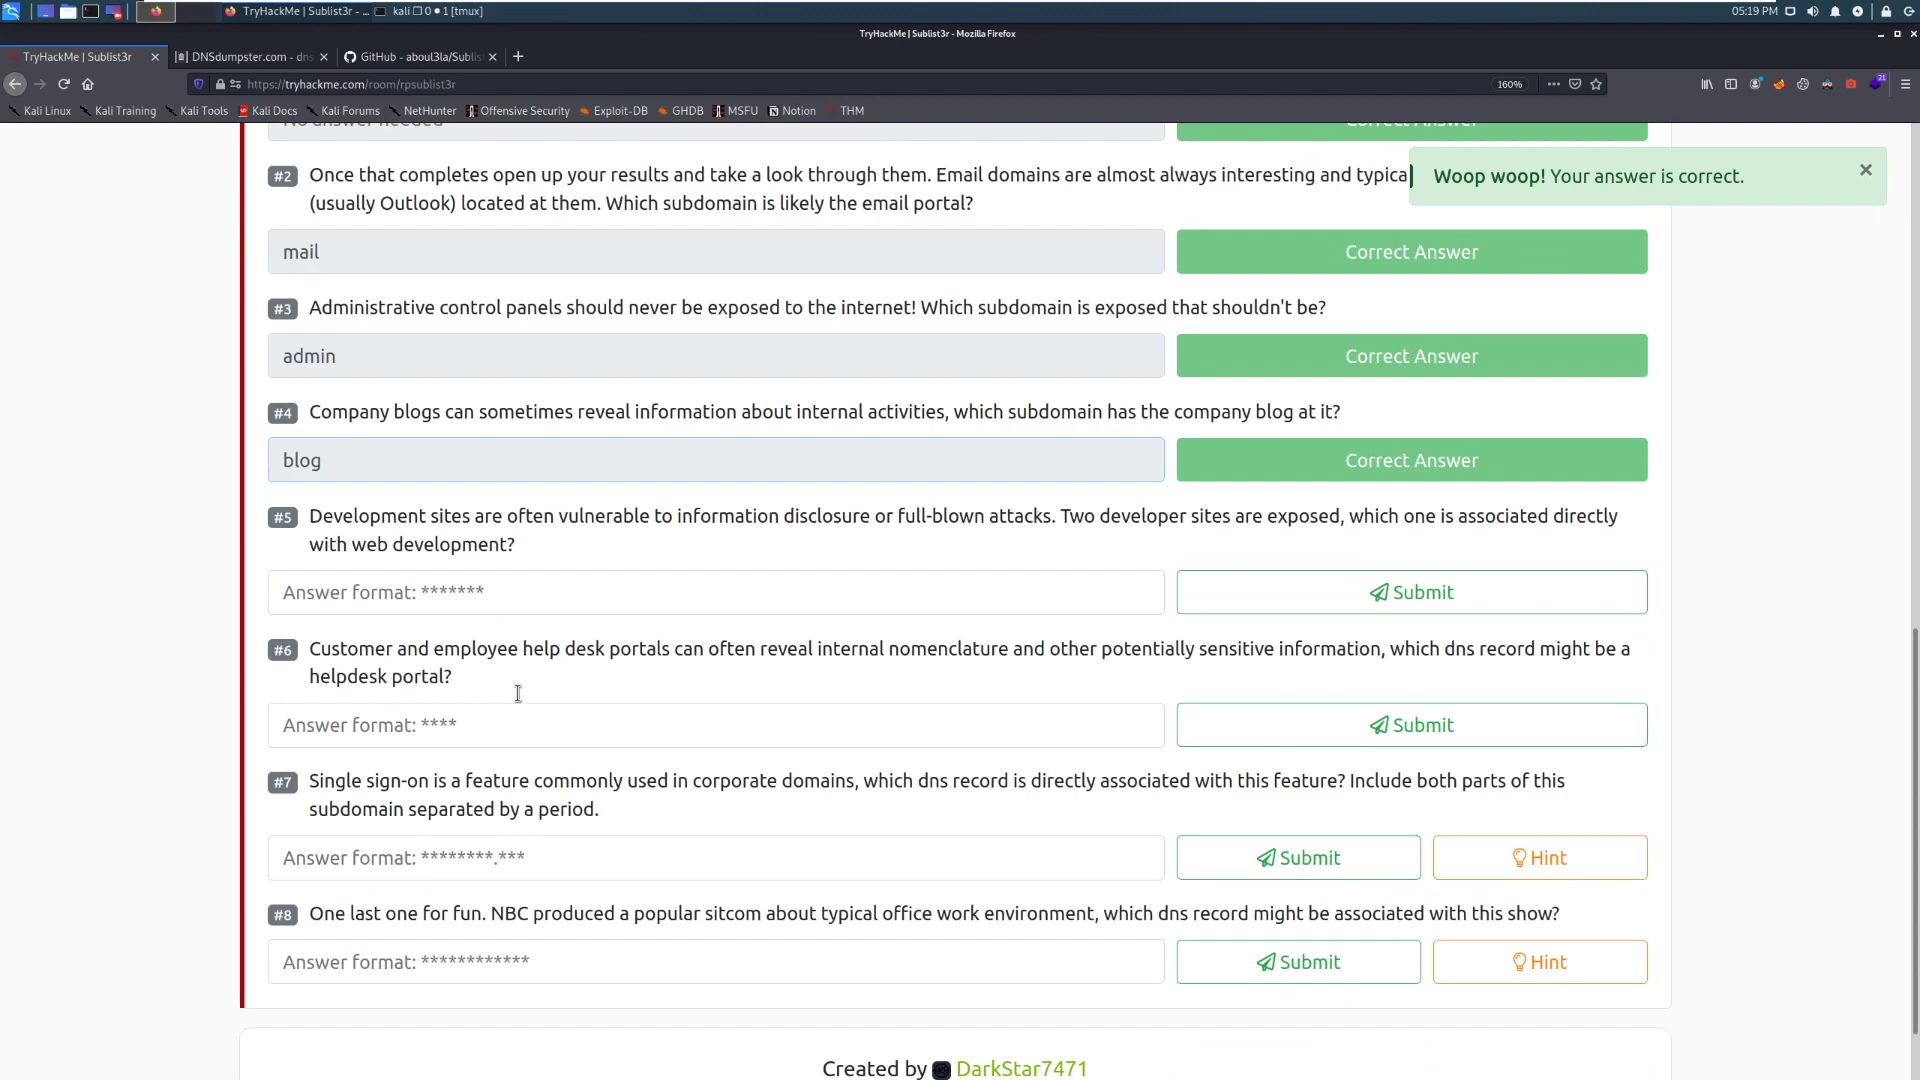 TryHackMe | Sublist3r - ...
kali ❐ 0 ● 1 [tmux]
05:19 PM
TryHackMe | Sublist3r - Mozilla Firefox
TryHackMe | Sublist3r
DNSdumpster.com - dns
GitHub - aboul3la/Sublis
https://tryhackme.com/room/rpsublist3r
160%
21
Kali Linux
Kali Training
Kali Tools
Kali Docs
Kali Forums
NetHunter
Offensive Security
Exploit-DB
GHDB
MSFU
Notion
THM
No answer needed
Correct Answer
Woop woop! Your answer is correct.
#2 Once that completes open up your results and take a look through them. Email domains are almost always interesting and typica
(usually Outlook) located at them. Which subdomain is likely the email portal?
mail
Correct Answer
#3 Administrative control panels should never be exposed to the internet! Which subdomain is exposed that shouldn't be?
admin
Correct Answer
#4 Company blogs can sometimes reveal information about internal activities, which subdomain has the company blog at it?
blog
Correct Answer
#5 Development sites are often vulnerable to information disclosure or full-blown attacks. Two developer sites are exposed, which one is associated directly
with web development?
Answer format: *******
Submit
#6 Customer and employee help desk portals can often reveal internal nomenclature and other potentially sensitive information, which dns record might be a
helpdesk portal?
Answer format: ****
Submit
#7 Single sign-on is a feature commonly used in corporate domains, which dns record is directly associated with this feature? Include both parts of this
subdomain separated by a period.
Answer format: ********.***
Submit
Hint
#8 One last one for fun. NBC produced a popular sitcom about typical office work environment, which dns record might be associated with this show?
Answer format: ************
Submit
Hint
Created by DarkStar7471